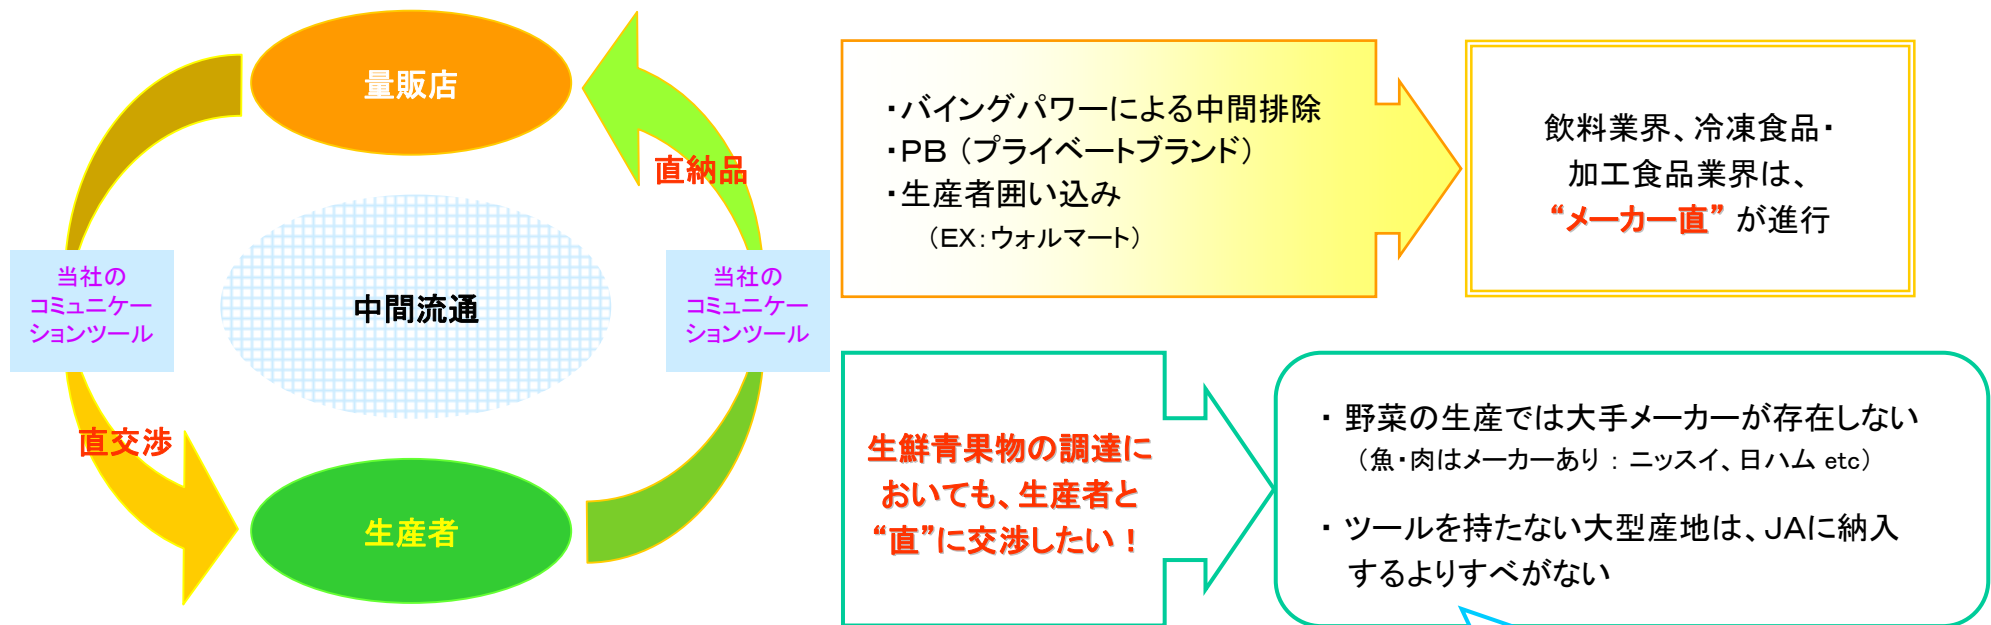 量販店
直納品
当社の
コミュニケー
ションツール
中間流通
当社の
コミュニケー
ションツール
直交渉
生産者
・バイングパワーによる中間排除
・PB（プライベートブランド）
・生産者囲い込み
（EX：ウォルマート）
飲料業界、冷凍食品・
加工食品業界は、
“メーカー直” が進行
生鮮青果物の調達に
おいても、生産者と
“直”に交渉したい！
・ 野菜の生産では大手メーカーが存在しない
（魚・肉はメーカーあり ： ニッスイ、日ハム etc）
・ ツールを持たない大型産地は、JAに納入
するよりすべがない